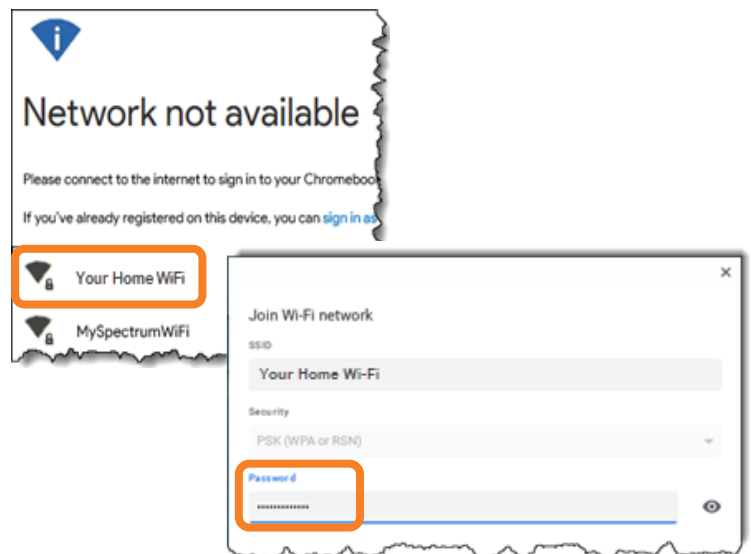 Network not available
Please connect to the internet to sign in to your Chromeboo
If you've already registered on this device, you can sign in as
Your Home WiFi
MySpectrumWiFi
Join Wi-Fi network
SSID
Your Home Wi-Fi
Security
PSK (WPA or RSN)
Password